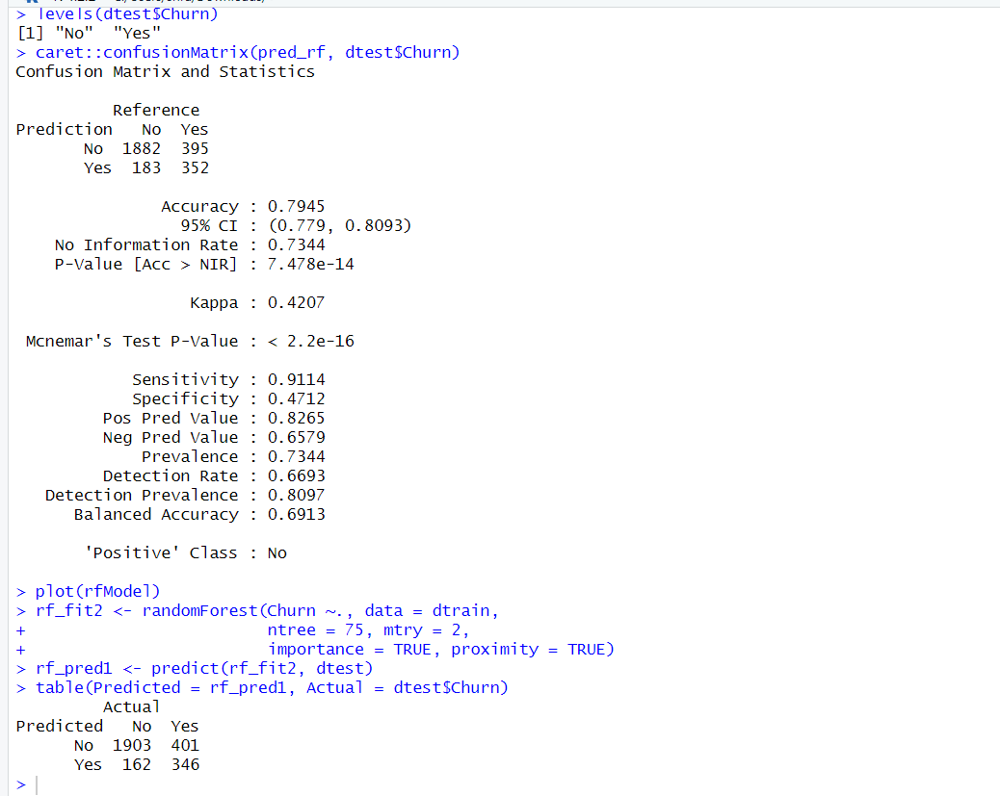 > levels(dtest$Churn)
[1] "No"  "Yes"
> caret::confusionMatrix(pred_rf, dtest$Churn)
Confusion Matrix and Statistics

          Reference
Prediction   No  Yes
       No  1882  395
       Yes  183  352

               Accuracy : 0.7945
                 95% CI : (0.779, 0.8093)
    No Information Rate : 0.7344
    P-Value [Acc > NIR] : 7.478e-14

                  Kappa : 0.4207

 Mcnemar's Test P-Value : < 2.2e-16

            Sensitivity : 0.9114
            Specificity : 0.4712
         Pos Pred Value : 0.8265
         Neg Pred Value : 0.6579
             Prevalence : 0.7344
         Detection Rate : 0.6693
   Detection Prevalence : 0.8097
      Balanced Accuracy : 0.6913

       'Positive' Class : No

> plot(rfModel)
> rf_fit2 <- randomForest(Churn ~., data = dtrain,
+                         ntree = 75, mtry = 2,
+                         importance = TRUE, proximity = TRUE)
> rf_pred1 <- predict(rf_fit2, dtest)
> table(Predicted = rf_pred1, Actual = dtest$Churn)
         Actual
Predicted   No  Yes
      No  1903  401
      Yes  162  346
>